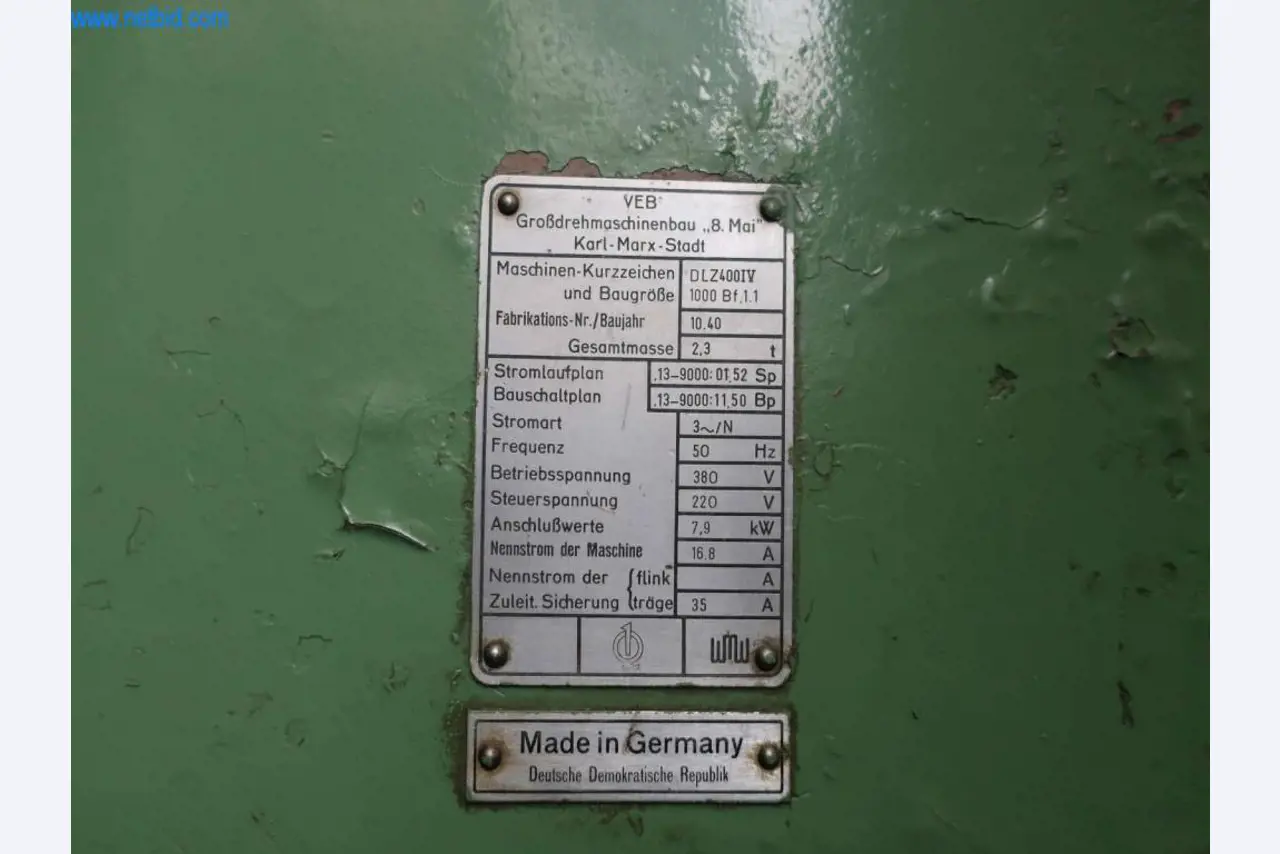 www.netbid.com
VEB
Großdrehmaschinenbau „8. Mai"
Karl-Marx-Stadt
Maschinen-Kurzzeichen DLZ400IV
und Baugröße 1000 Bf.1.1
Fabrikations-Nr./Baujahr 10.40
Gesamtmasse 2,3 t
Stromlaufplan .13-9000:01.52 Sp
Bauschaltplan .13-9000:11.50 Bp
Stromart 3~/N
Frequenz 50 Hz
Betriebsspannung 380 V
Steuerspannung 220 V
Anschlußwerte 7,9 kW
Nennstrom der Maschine 16.8 A
Nennstrom der { flink A
Zuleit. Sicherung träge 35 A
WMW
Made in Germany
Deutsche Demokratische Republik